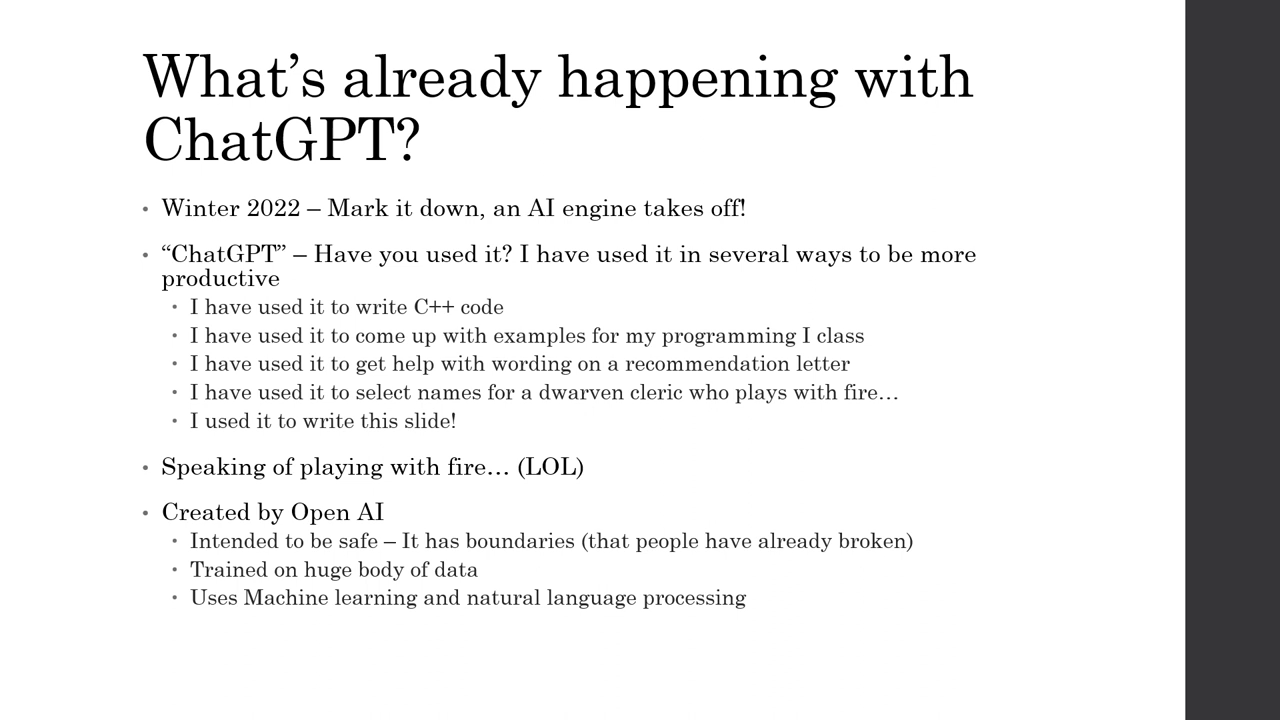 What’s already happening with
ChatGPT?
• Winter 2022 – Mark it down, an AI engine takes off!
• “ChatGPT” – Have you used it? I have used it in several ways to be more
productive
• I have used it to write C++ code
• I have used it to come up with examples for my programming I class
• I have used it to get help with wording on a recommendation letter
• I have used it to select names for a dwarven cleric who plays with fire…
• I used it to write this slide!
• Speaking of playing with fire… (LOL)
• Created by Open AI
• Intended to be safe – It has boundaries (that people have already broken)
• Trained on huge body of data
• Uses Machine learning and natural language processing